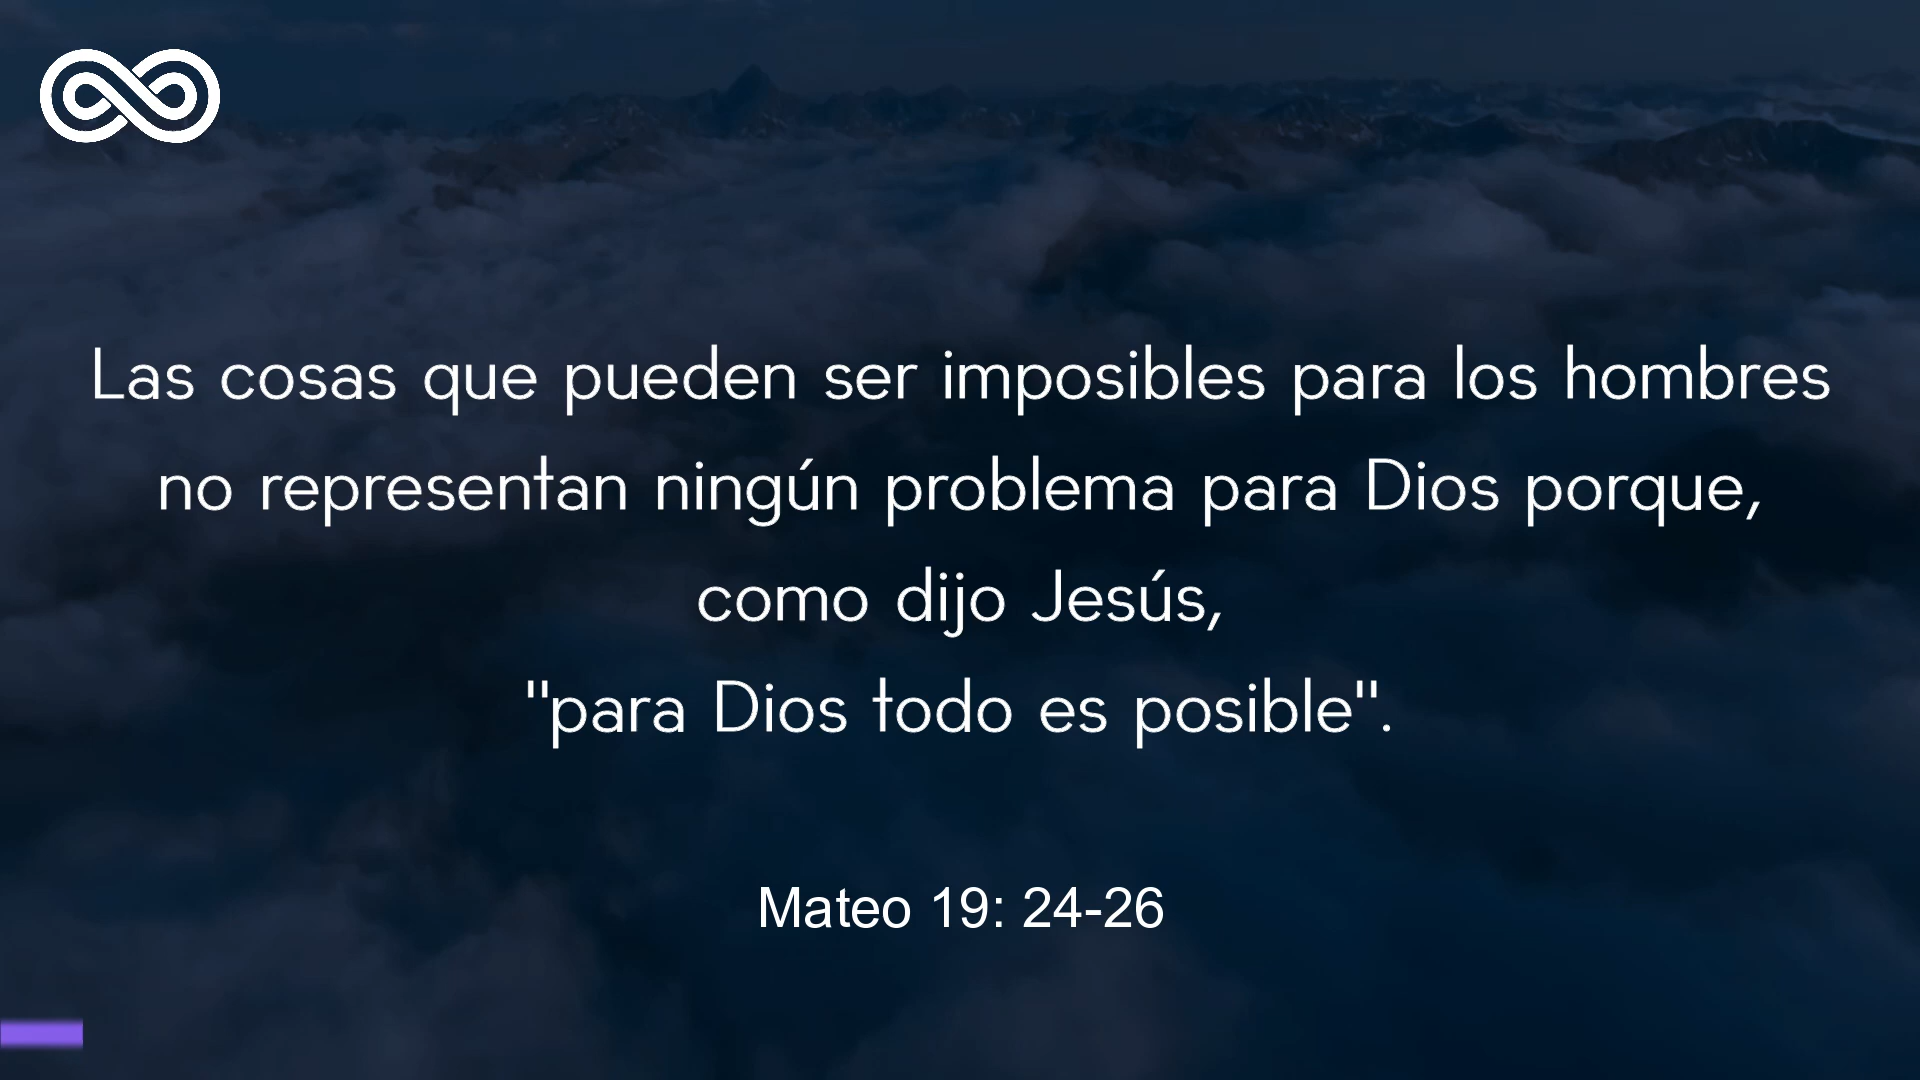 Las cosas que pueden ser imposibles para los hombres
no representan ningún problema para Dios porque,
como dijo Jesús,
"para Dios todo es posible".
Mateo 19: 24-26